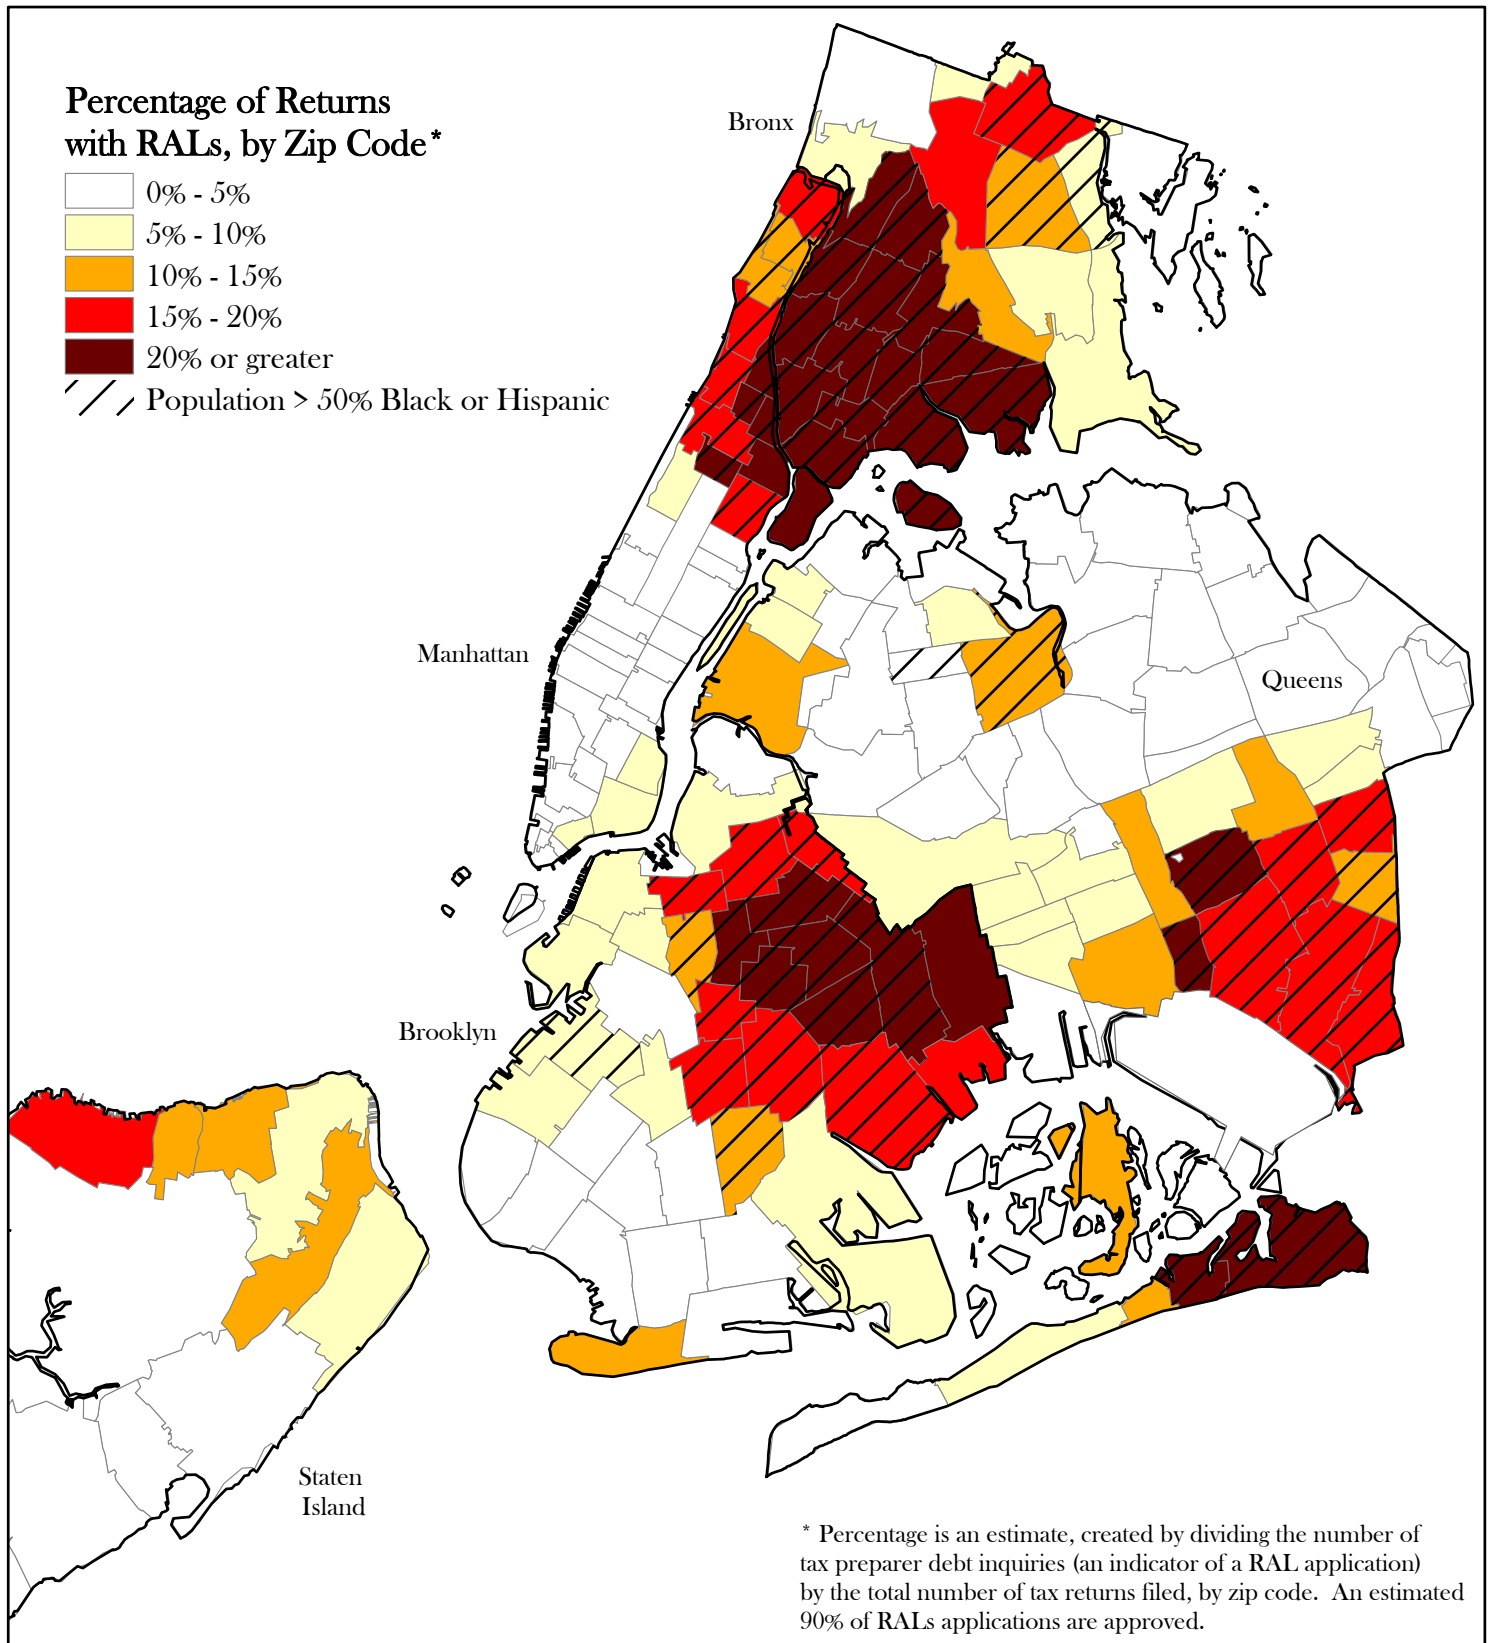 Percentage of Returns
with RALs, by Zip Code*
0% - 5%
5% - 10%
10% - 15%
15% - 20%
20% or greater
Population > 50% Black or Hispanic
Bronx
Manhattan
Queens
Brooklyn
Staten
Island
* Percentage is an estimate, created by dividing the number of
tax preparer debt inquiries (an indicator of a RAL application)
by the total number of tax returns filed, by zip code. An estimated
90% of RALs applications are approved.